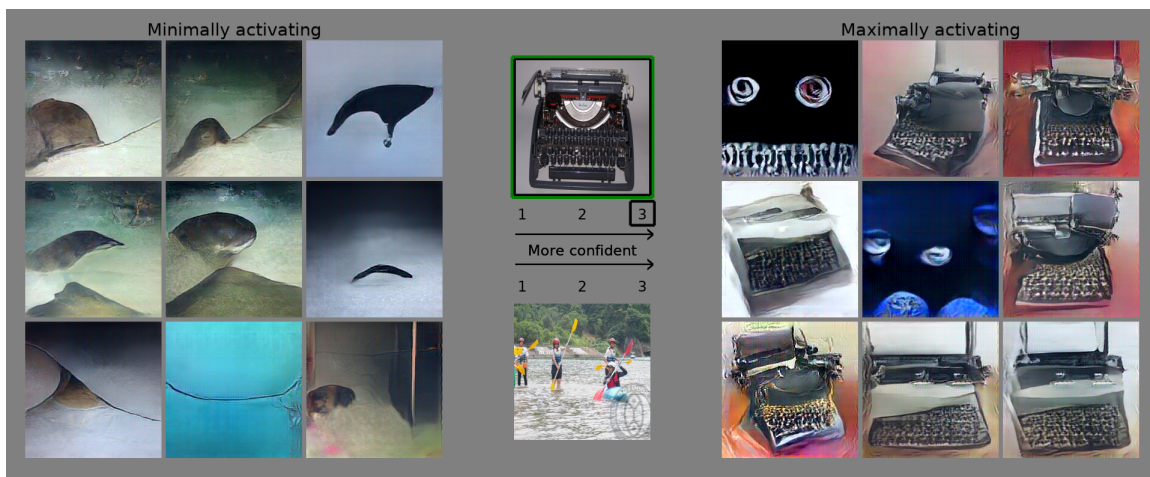 Minimally activating
Maximally activating
1 2 3
More confident
1 2 3